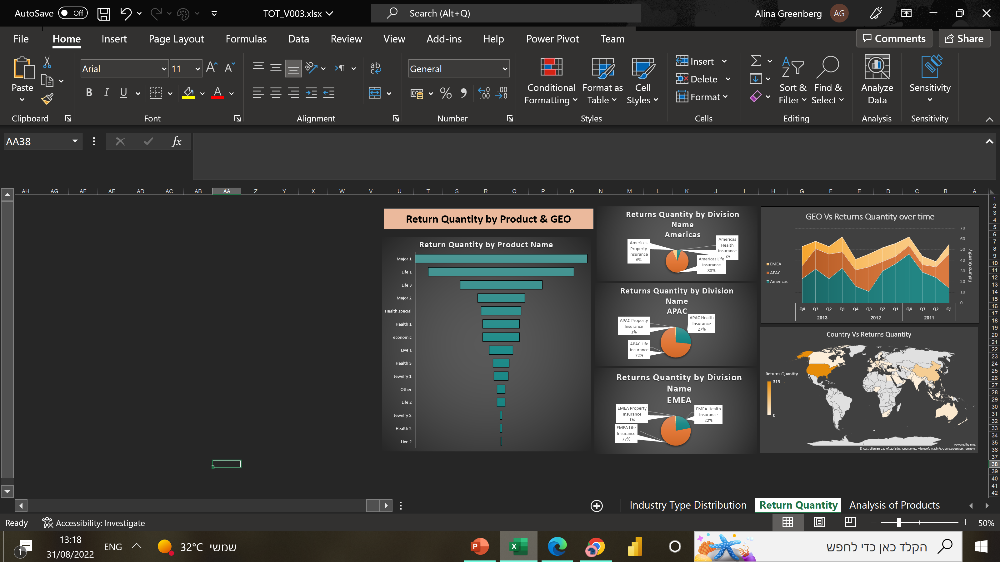 AutoSave Off
TOT_V003.xlsx
Search (Alt+Q)
Alina Greenberg AG
File Home Insert Page Layout Formulas Data Review View Add-ins Help Power Pivot Team
Comments Share
Paste
Clipboard
Arial 11
B I U
Font
Alignment
General
Number
Conditional Formatting
Format as Table
Cell Styles
Styles
Insert
Delete
Format
Cells
Sort & Filter
Find & Select
Editing
Analyze Data
Analysis
Sensitivity
Sensitivity
AA38 fx
AH AG AF AE AD AC AB AA Z Y X W V U T S R Q P O N M L K J I H G F E D C B A
1
2
3
4
5
6
7
8
9
10
11
12
13
14
15
16
17
18
19
20
21
22
23
24
25
26
27
28
29
30
31
32
33
34
35
36
37
38
39
40
41
42
Return Quantity by Product & GEO
Return Quantity by Product Name
Major 1
Life 1
Life 3
Major 2
Health special
Health 1
economic
Live 1
Health 3
Jewelry 1
Other
Life 2
Jewelry 2
Health 2
Live 2
Returns Quantity by Division
Name
Americas
Americas
Property
Insurance
6%
Americas
Health
Insurance
Americas Life
Insurance
88%
Returns Quantity by Division
Name
APAC
APAC Property
Insurance
1%
APAC Health
Insurance
27%
APAC Life
Insurance
72%
Returns Quantity by Division
Name
EMEA
EMEA Property
Insurance
1%
EMEA Health
Insurance
22%
EMEA Life
Insurance
77%
GEO Vs Returns Quantity over time
EMEA
APAC
Americas
70
60
50
40
30
20
10
0
Returns Quantity
Q4 Q3 Q2 Q1 Q4 Q3 Q2 Q1 Q4 Q3 Q2 Q1
2013 2012 2011
Country Vs Returns Quantity
Returns Quantity
315
0
Powered by Bing
© Australian Bureau of Statistics, GeoNames, Microsoft, Navinfo, OpenStreetMap, TomTom
Industry Type Distribution Return Quantity Analysis of Products
Ready Accessibility: Investigate
50%
1
13:18
31/08/2022
ENG
32°C שמשי
הקלד כאן כדי לחפש